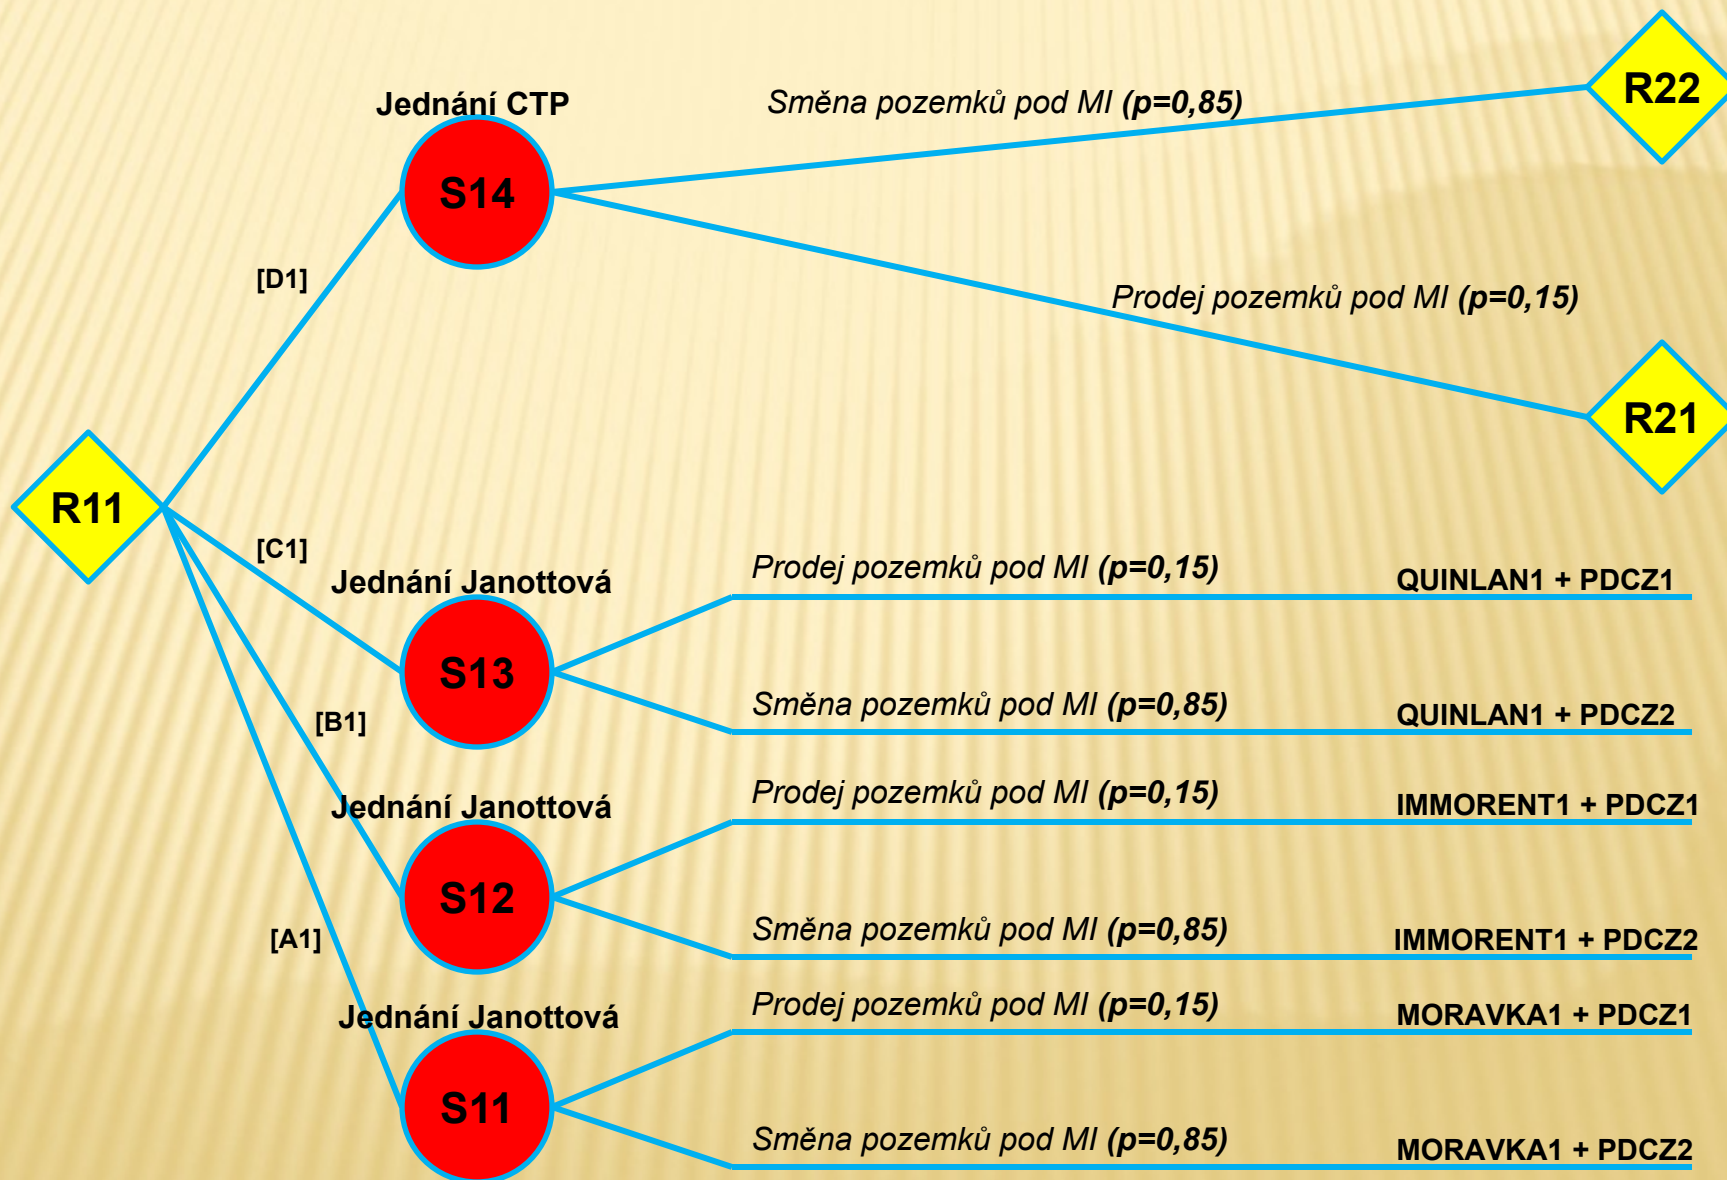 Jednání CTP
Směna pozemků pod MI (p=0,85)
R22
S14
[D1]
Prodej pozemků pod MI (p=0,15)
R21
R11
[C1]
Jednání Janottová
Prodej pozemků pod MI (p=0,15)
QUINLAN1 + PDCZ1
S13
[B1]
Směna pozemků pod MI (p=0,85)
QUINLAN1 + PDCZ2
Jednání Janottová
Prodej pozemků pod MI (p=0,15)
IMMORENT1 + PDCZ1
S12
[A1]
Směna pozemků pod MI (p=0,85)
IMMORENT1 + PDCZ2
Jednání Janottová
Prodej pozemků pod MI (p=0,15)
MORAVKA1 + PDCZ1
S11
Směna pozemků pod MI (p=0,85)
MORAVKA1 + PDCZ2